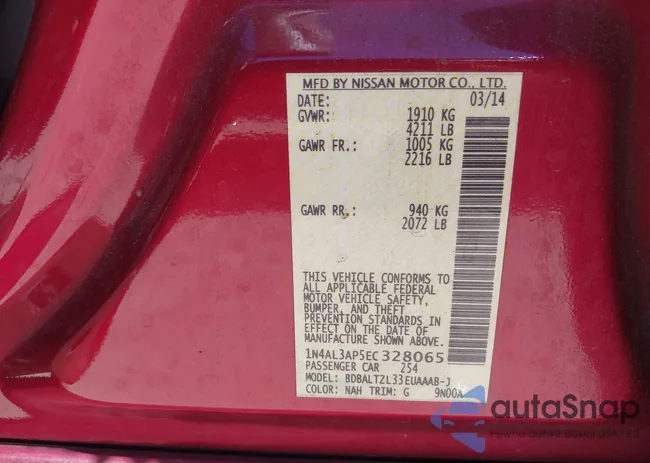 MFD BY NISSAN MOTOR CO., LTD.
DATE: 03/14
GVWR: 1910 KG
4211 LB
GAWR FR.: 1005 KG
2216 LB
GAWR RR.: 940 KG
2072 LB
THIS VEHICLE CONFORMS TO
ALL APPLICABLE FEDERAL
MOTOR VEHICLE SAFETY,
BUMPER, AND THEFT
PREVENTION STANDARDS IN
EFFECT ON THE DATE OF
MANUFACTURE SHOWN ABOVE.
1N4AL3AP5EC328065
PASSENGER CAR 254
MODEL: BDBALTZL33EUAAAB-J
COLOR: NAH TRIM: G 9N00A
autaSnap